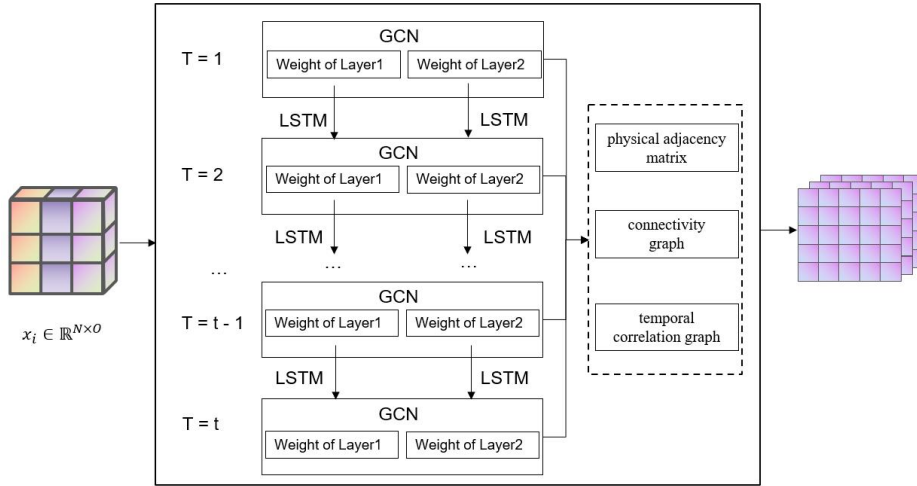 GCN
T = 1
Weight of Layer1
Weight of Layer2
LSTM
LSTM
GCN
T = 2
Weight of Layer1
Weight of Layer2
LSTM
LSTM
...
...
...
GCN
T = t - 1
Weight of Layer1
Weight of Layer2
LSTM
LSTM
GCN
T = t
Weight of Layer1
Weight of Layer2
physical adjacency
matrix
connectivity
graph
temporal
correlation graph
x_i ∈ ℝ^{N×O}